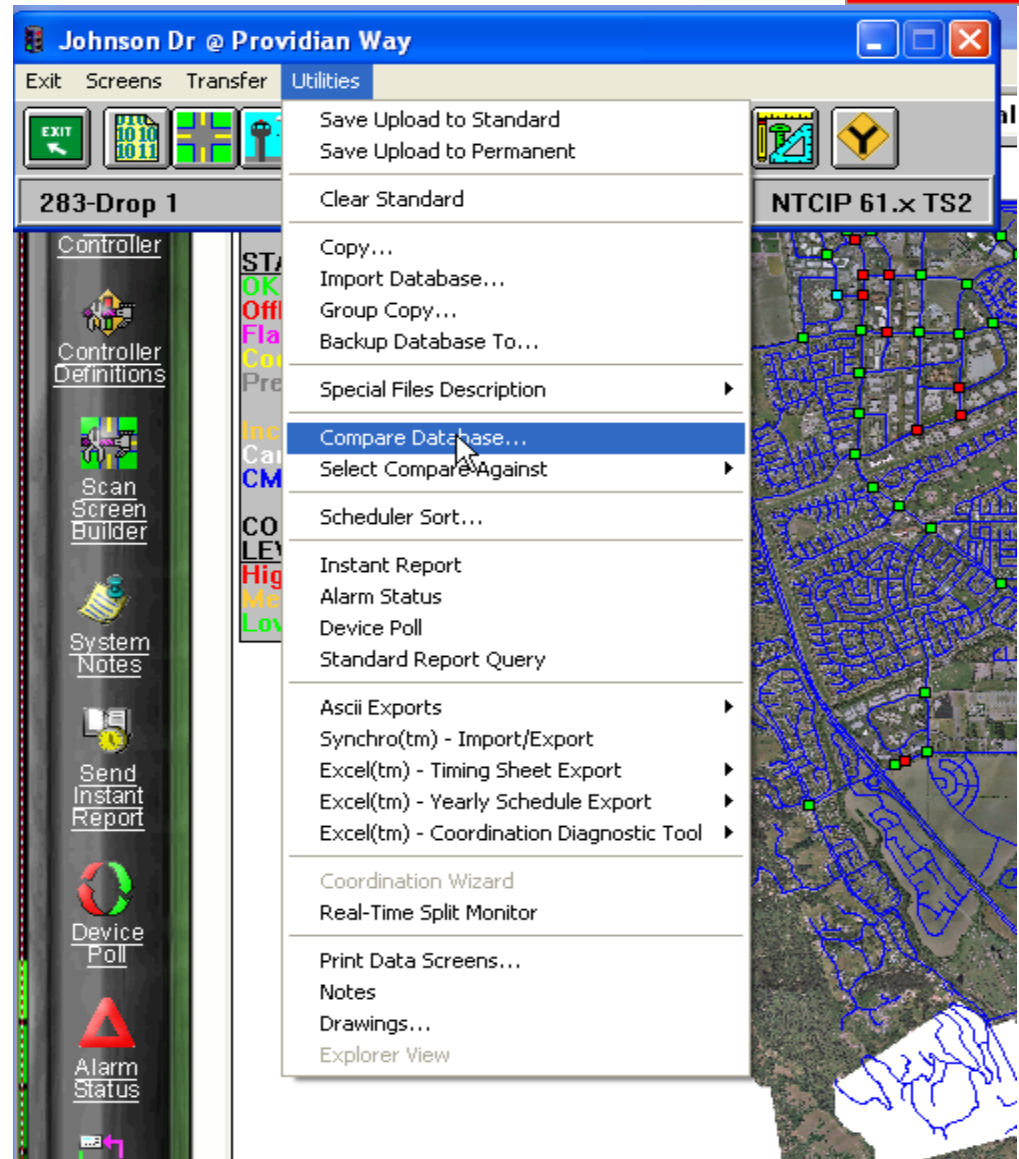 Johnson Dr @ Providian Way
Exit Screens Transfer Utilities
EXIT
10 10
1011
283-Drop 1
NTCIP 61.x TS2
Save Upload to Standard
Save Upload to Permanent
Clear Standard
Copy...
Import Database...
Group Copy...
Backup Database To...
Special Files Description
Compare Database...
Select Compare Against
Scheduler Sort...
Instant Report
Alarm Status
Device Poll
Standard Report Query
Ascii Exports
Synchro(tm) - Import/Export
Excel(tm) - Timing Sheet Export
Excel(tm) - Yearly Schedule Export
Excel(tm) - Coordination Diagnostic Tool
Coordination Wizard
Real-Time Split Monitor
Print Data Screens...
Notes
Drawings...
Explorer View
Controller
Controller
Definitions
Scan
Screen
Builder
System
Notes
Send
Instant
Report
Device
Poll
Alarm
Status
OK
CO